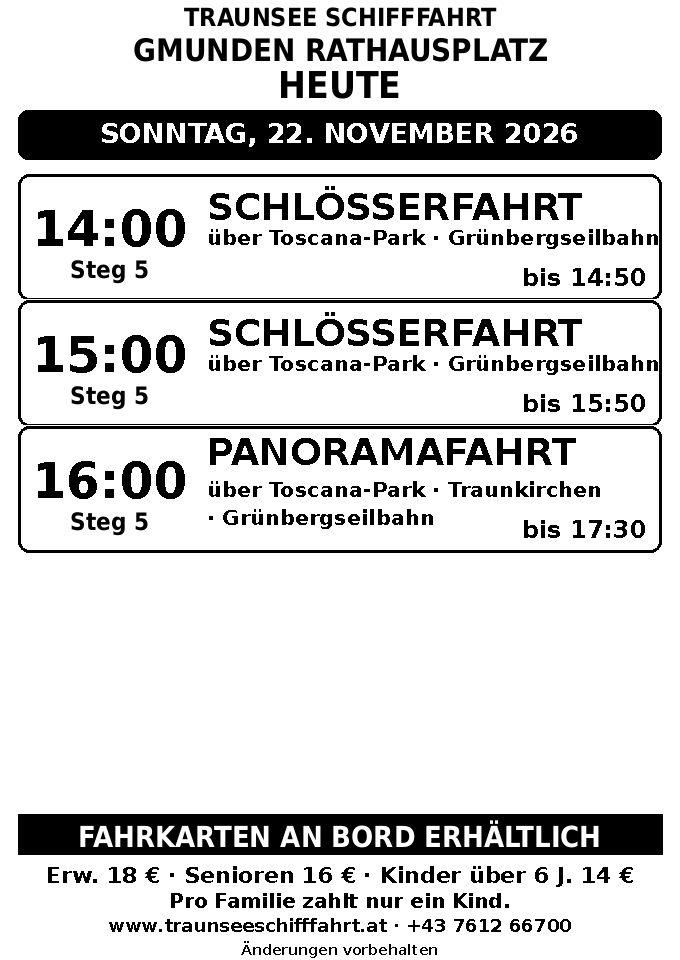 TRAUNSEE SCHIFFFAHRT
GMUNDEN RATHAUSPLATZ
HEUTE
SONNTAG, 22. NOVEMBER 2026
14:00
Steg 5
SCHLÖSSERFAHRT
über Toscana-Park · Grünbergseilbahn
bis 14:50
15:00
Steg 5
SCHLÖSSERFAHRT
über Toscana-Park · Grünbergseilbahn
bis 15:50
16:00
Steg 5
PANORAMAFAHRT
über Toscana-Park · Traunkirchen
· Grünbergseilbahn
bis 17:30
FAHRKARTEN AN BORD ERHÄLTLICH
Erw. 18 € · Senioren 16 € · Kinder über 6 J. 14 €
Pro Familie zahlt nur ein Kind.
www.traunseeschifffahrt.at · +43 7612 66700
Änderungen vorbehalten